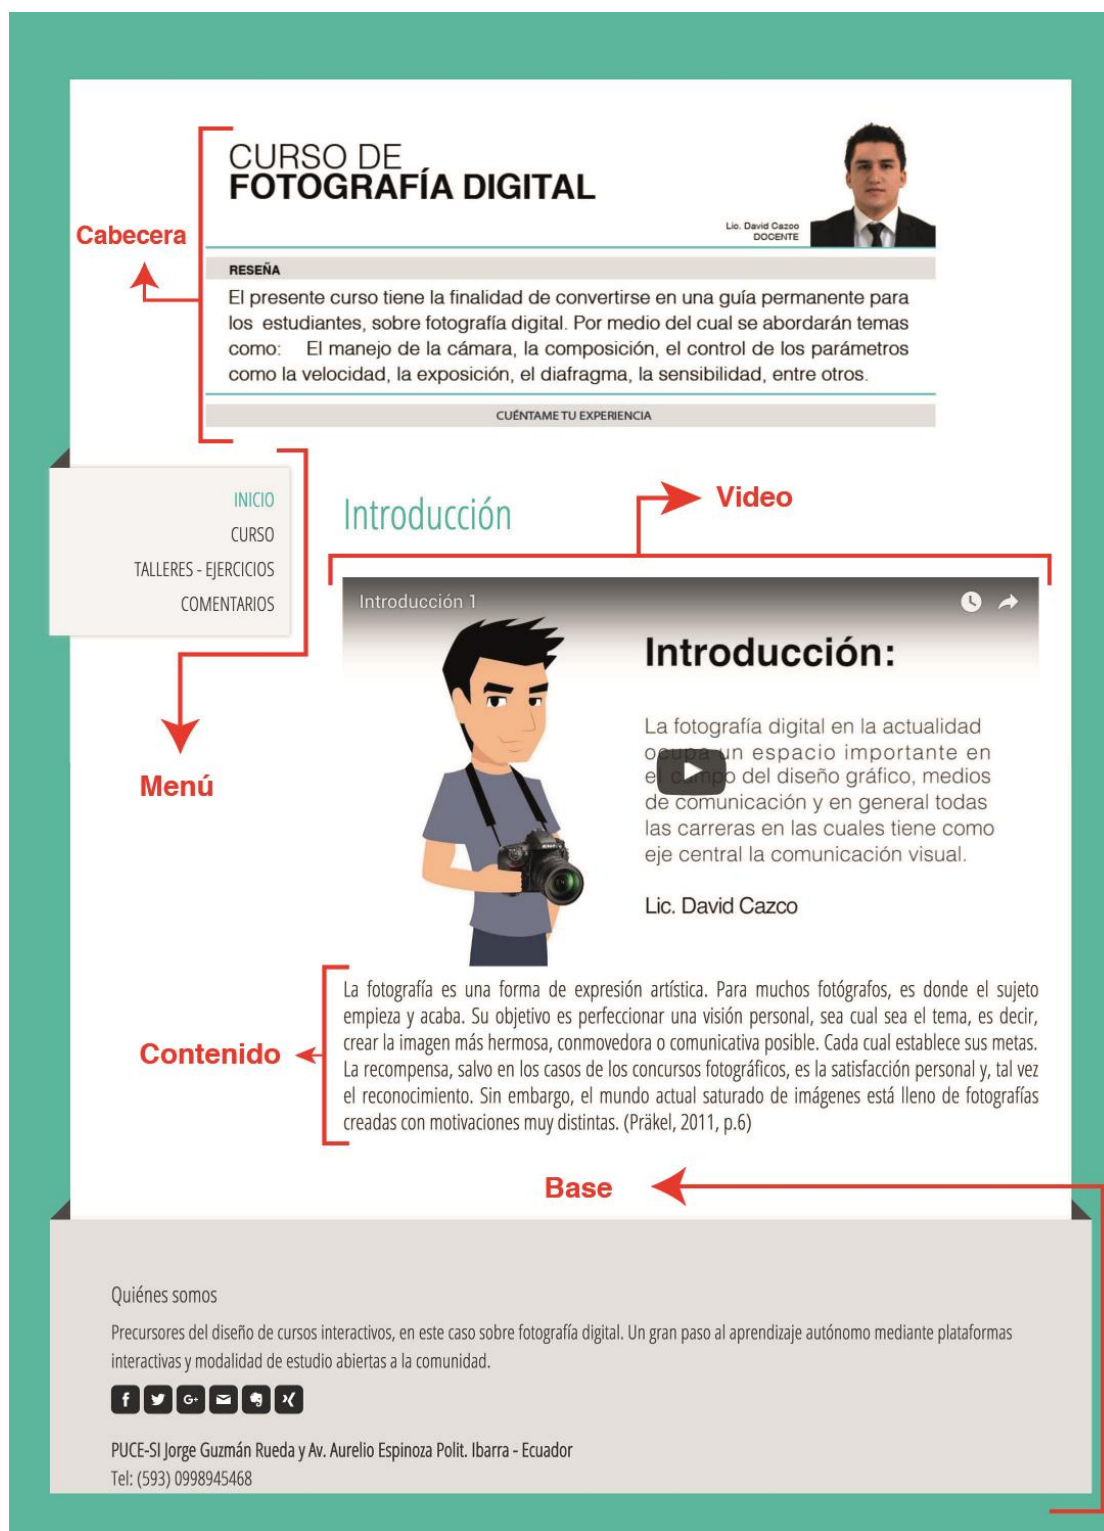 CURSO DE
FOTOGRAFÍA DIGITAL
Cabecera
Lic. David Cazco
DOCENTE
RESEÑA
El presente curso tiene la finalidad de convertirse en una guía permanente para
los estudiantes, sobre fotografía digital. Por medio del cual se abordarán temas
como: El manejo de la cámara, la composición, el control de los parámetros
como la velocidad, la exposición, el diafragma, la sensibilidad, entre otros.
CUÉNTAME TU EXPERIENCIA
INICIO
CURSO
TALLERES - EJERCICIOS
COMENTARIOS
Menú
Introducción
Video
Introducción 1
Introducción:
La fotografía digital en la actualidad
ocupa un espacio importante en
el campo del diseño gráfico, medios
de comunicación y en general todas
las carreras en las cuales tiene como
eje central la comunicación visual.
Lic. David Cazco
Contenido
La fotografía es una forma de expresión artística. Para muchos fotógrafos, es donde el sujeto
empieza y acaba. Su objetivo es perfeccionar una visión personal, sea cual sea el tema, es decir,
crear la imagen más hermosa, conmovedora o comunicativa posible. Cada cual establece sus metas.
La recompensa, salvo en los casos de los concursos fotográficos, es la satisfacción personal y, tal vez
el reconocimiento. Sin embargo, el mundo actual saturado de imágenes está lleno de fotografías
creadas con motivaciones muy distintas. (Präkel, 2011, p.6)
Base
Quiénes somos
Precursores del diseño de cursos interactivos, en este caso sobre fotografía digital. Un gran paso al aprendizaje autónomo mediante plataformas
interactivas y modalidad de estudio abiertas a la comunidad.
PUCE-SI Jorge Guzmán Rueda y Av. Aurelio Espinoza Polit. Ibarra - Ecuador
Tel: (593) 0998945468